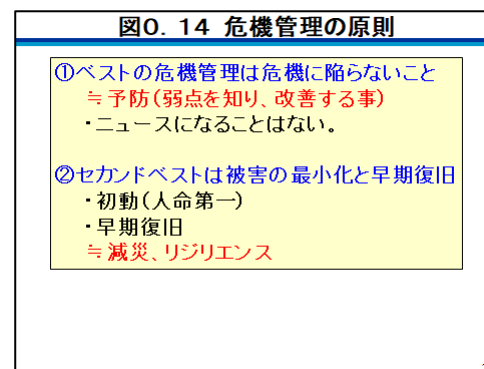 図０．１４ 危機管理の原則
①ベストの危機管理は危機に陥らないこと
≒予防(弱点を知り、改善する事)
・ニュースになることはない。
②セカンドベストは被害の最小化と早期復旧
・初動(人命第一)
・早期復旧
≒減災、リジリエンス